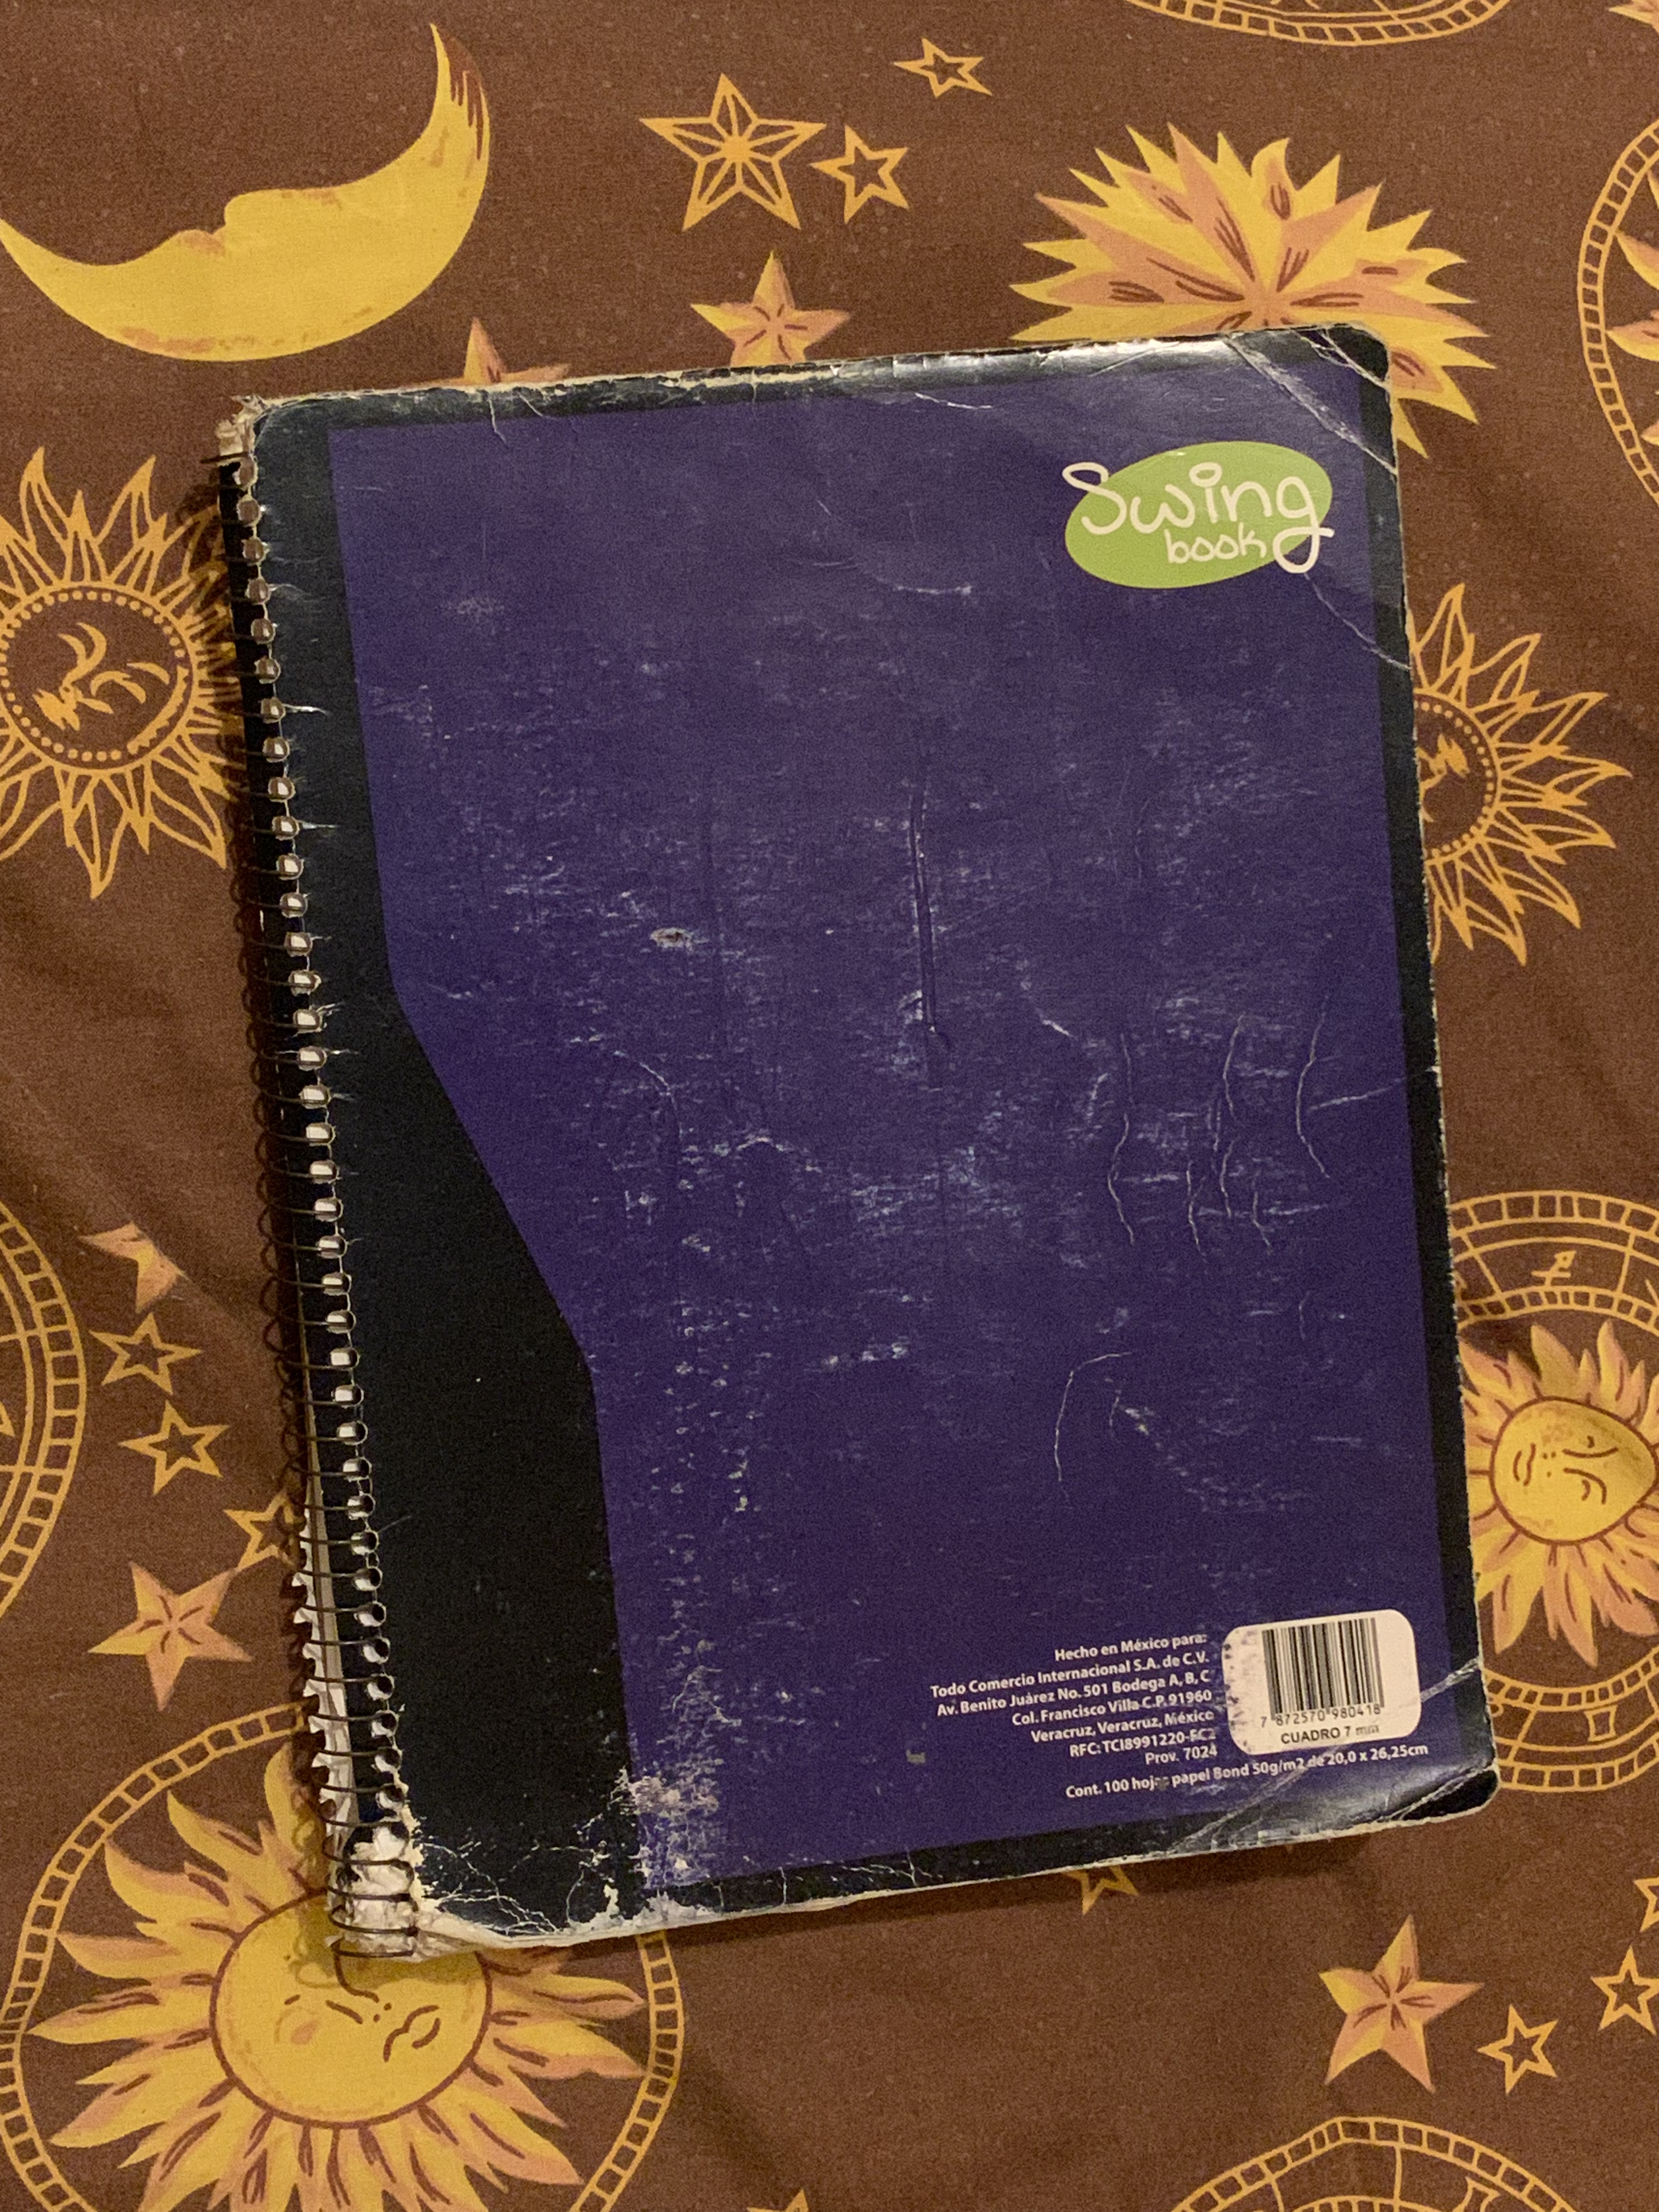 Swing
book
Hecho en México para:
Todo Comercio Internacional S.A. de C.V.
Av. Benito Juárez No. 501 Bodega A, B, C
Col. Francisco Villa C.P. 91960
Veracruz, Veracruz, México
RFC: TCI8991220-FC2
Prov. 7024
7 872570 980418
CUADRO 7 mm
Cont. 100 hojas papel Bond 50g/m2 de 20,0 x 26,25cm